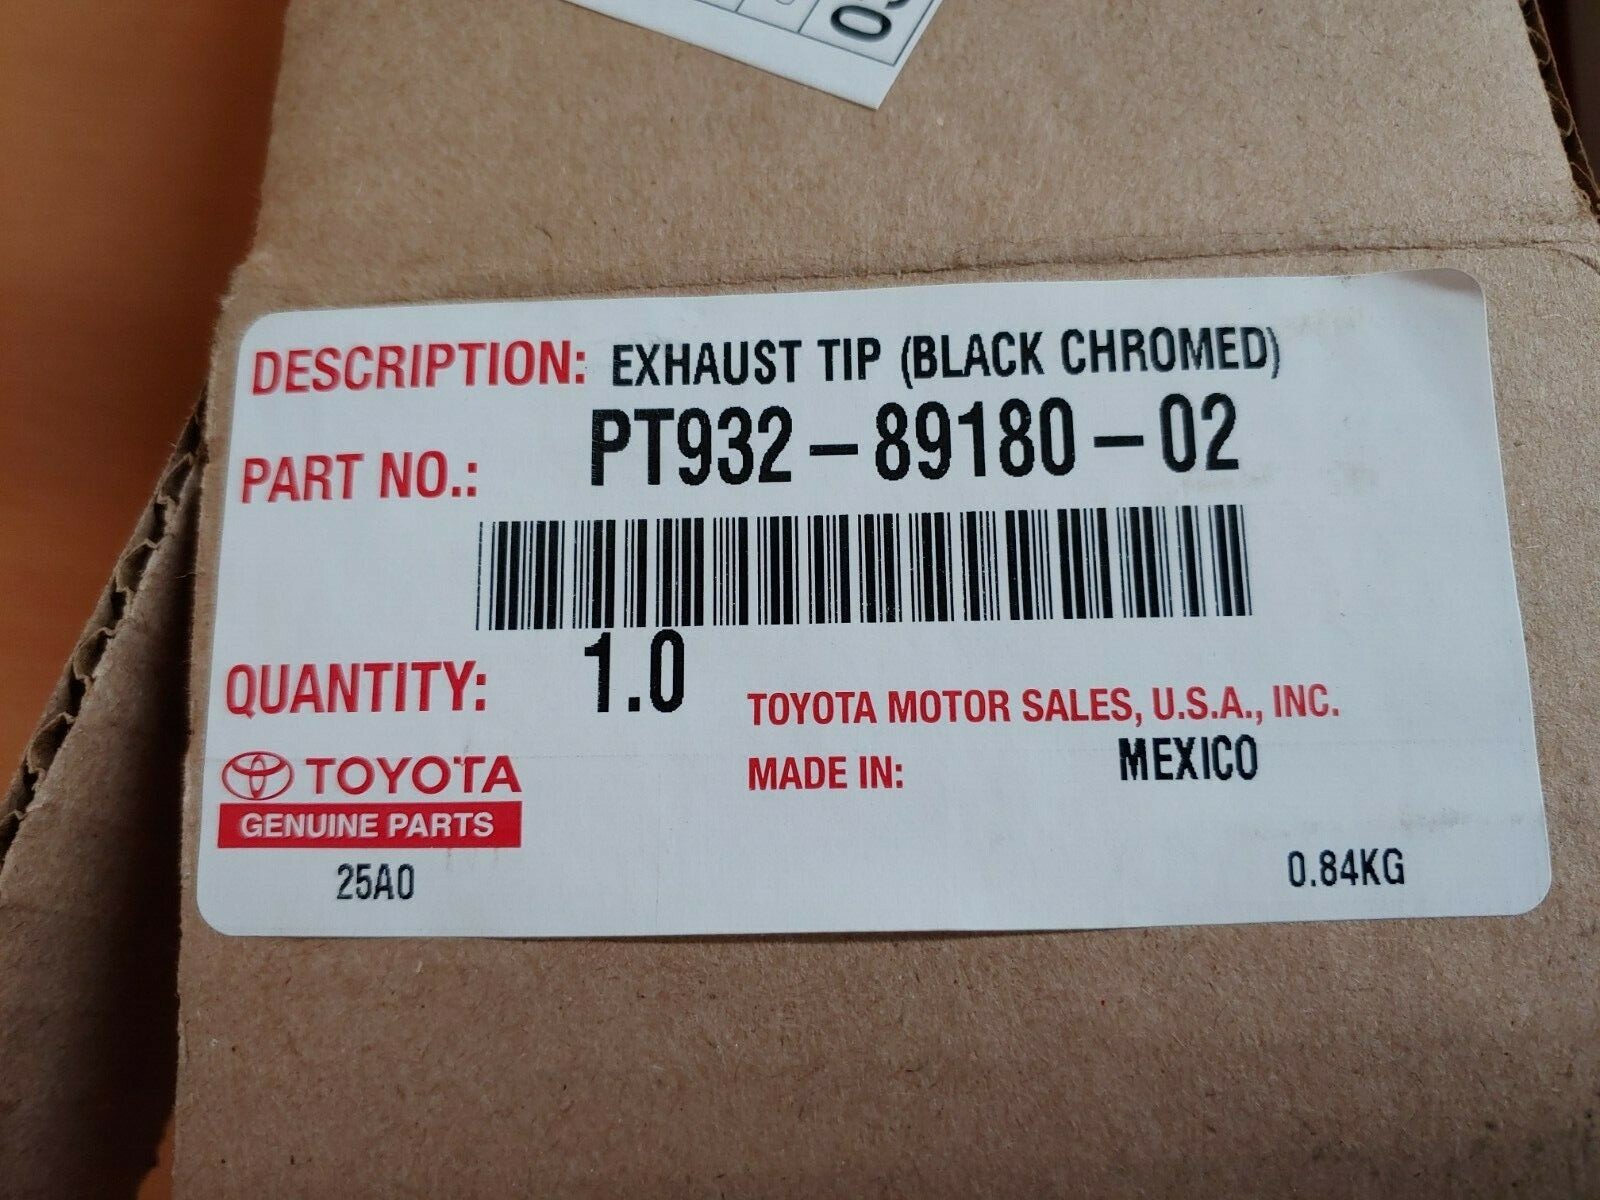 DESCRIPTION: EXHAUST TIP (BLACK CHROMED)
PART NO.: PT932-89180-02
QUANTITY: 1.0
TOYOTA MOTOR SALES, U.S.A., INC.
MADE IN: MEXICO
TOYOTA
GENUINE PARTS
25A0
0.84KG